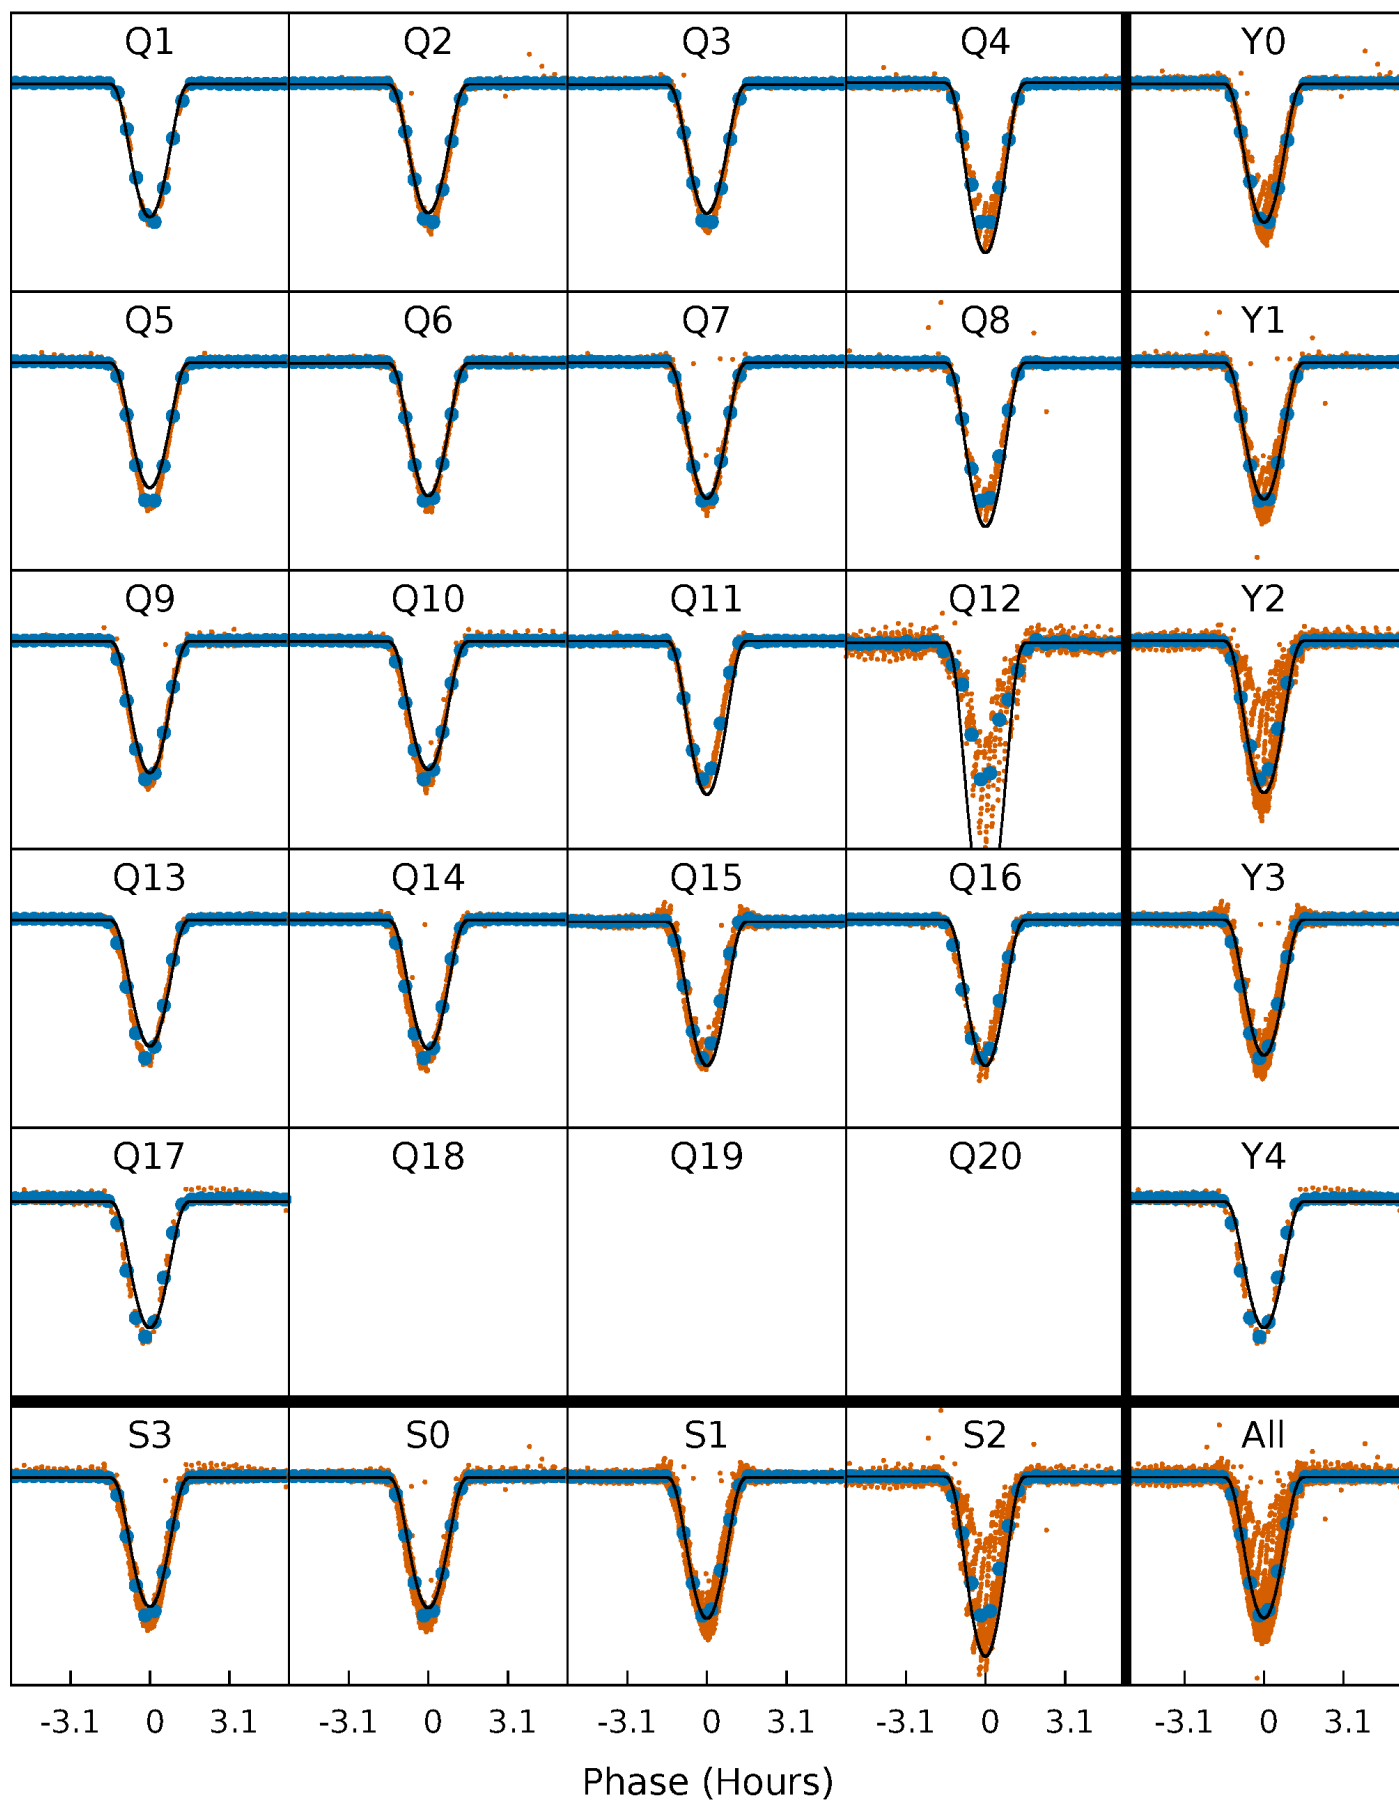 Q1 Q2 Q3 Q4 Y0
Q5 Q6 Q7 Q8 Y1
Q9 Q10 Q11 Q12 Y2
Q13 Q14 Q15 Q16 Y3
Q17 Q18 Q19 Q20 Y4
S3 S0 S1 S2 All
-3.1 0 3.1 -3.1 0 3.1 -3.1 0 3.1 -3.1 0 3.1 -3.1 0 3.1
Phase (Hours)